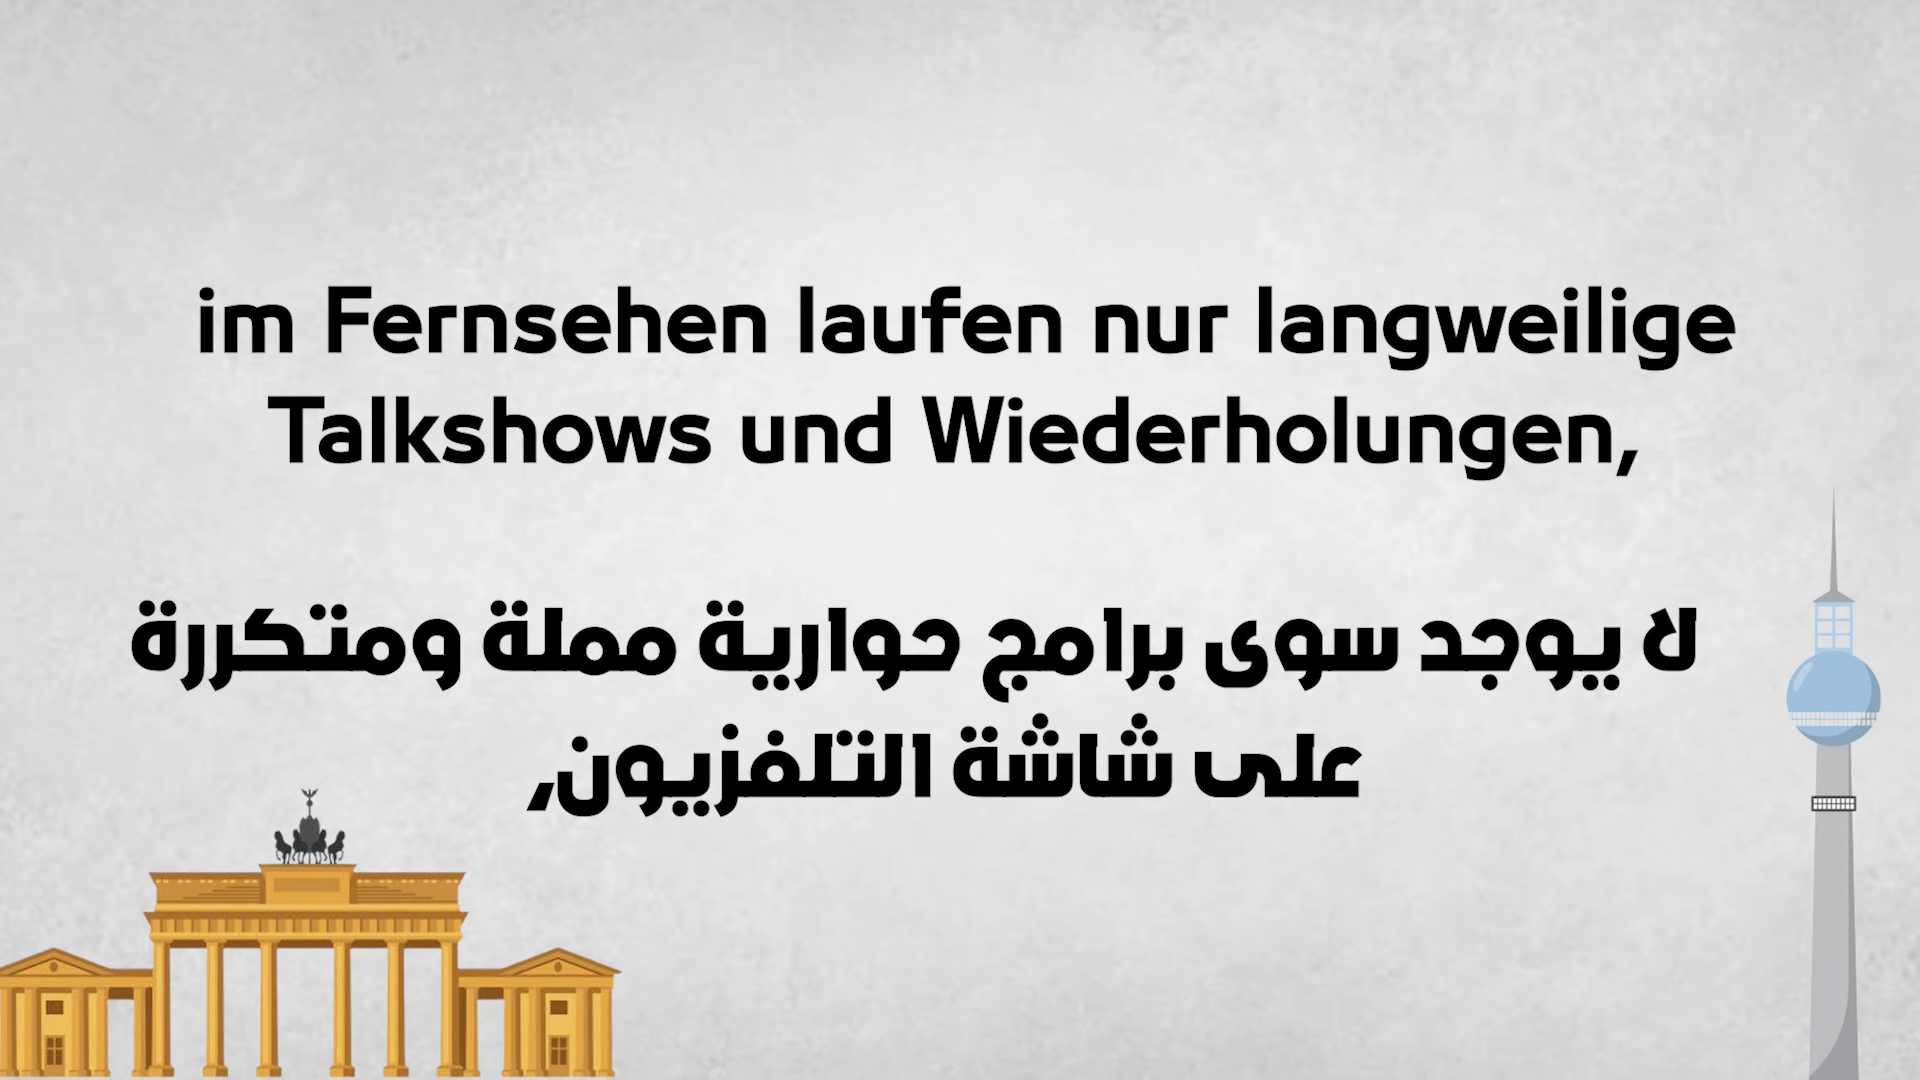 im Fernsehen laufen nur langweilige
Talkshows und Wiederholungen,
لا يوجد سوى برامج حوارية مملة ومتكررة
على شاشة التلفزيون,